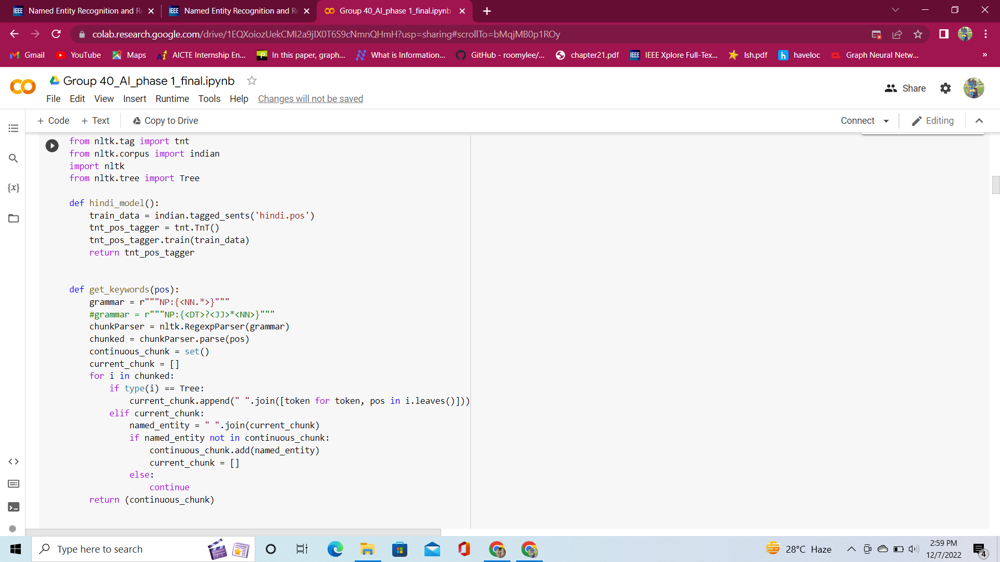 Named Entity Recognition and Re
Named Entity Recognition and Re
Group 40_AI_phase 1_final.ipynb
colab.research.google.com/drive/1EQXoiozUekCMI2a9jIX0T6S9cNmnQHmH?usp=sharing#scrollTo=bMqjMB0p1ROy
Gmail
YouTube
Maps
AICTE Internship En...
In this paper, graph...
What is Information...
GitHub - roomylee/...
chapter21.pdf
IEEE Xplore Full-Tex...
lsh.pdf
haveloc
Graph Neural Netw...
»
Group 40_AI_phase 1_final.ipynb
Share
File Edit View Insert Runtime Tools Help Changes will not be saved
+ Code + Text Copy to Drive
Connect
Editing
{x}
from nltk.tag import tnt
from nltk.corpus import indian
import nltk
from nltk.tree import Tree
def hindi_model():
train_data = indian.tagged_sents('hindi.pos')
tnt_pos_tagger = tnt.TnT()
tnt_pos_tagger.train(train_data)
return tnt_pos_tagger
def get_keywords(pos):
grammar = r"""NP:{<NN.*>}"""
#grammar = r"""NP:{<DT>?<JJ>*<NN>}"""
chunkParser = nltk.RegexpParser(grammar)
chunked = chunkParser.parse(pos)
continuous_chunk = set()
current_chunk = []
for i in chunked:
if type(i) == Tree:
current_chunk.append(" ".join([token for token, pos in i.leaves()]))
elif current_chunk:
named_entity = " ".join(current_chunk)
if named_entity not in continuous_chunk:
continuous_chunk.add(named_entity)
current_chunk = []
else:
continue
return (continuous_chunk)
Type here to search
28°C Haze
2:59 PM
12/7/2022
4